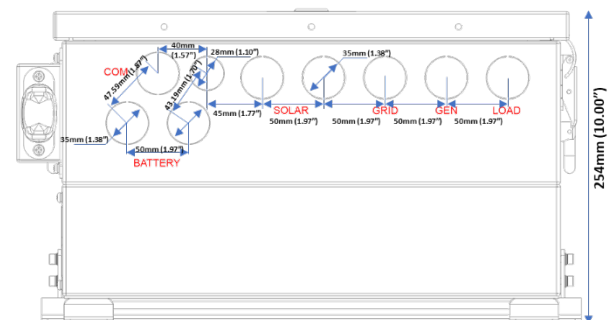 40mm
(1.57")
28mm (1.10")
35mm (1.38")
COM
47.59mm (1.87")
43.19mm (1.70")
45mm (1.77")
SOLAR
GRID
GEN
LOAD
50mm (1.97")
50mm (1.97")
50mm (1.97")
50mm (1.97")
35mm (1.38")
50mm (1.97")
BATTERY
254mm (10.00")